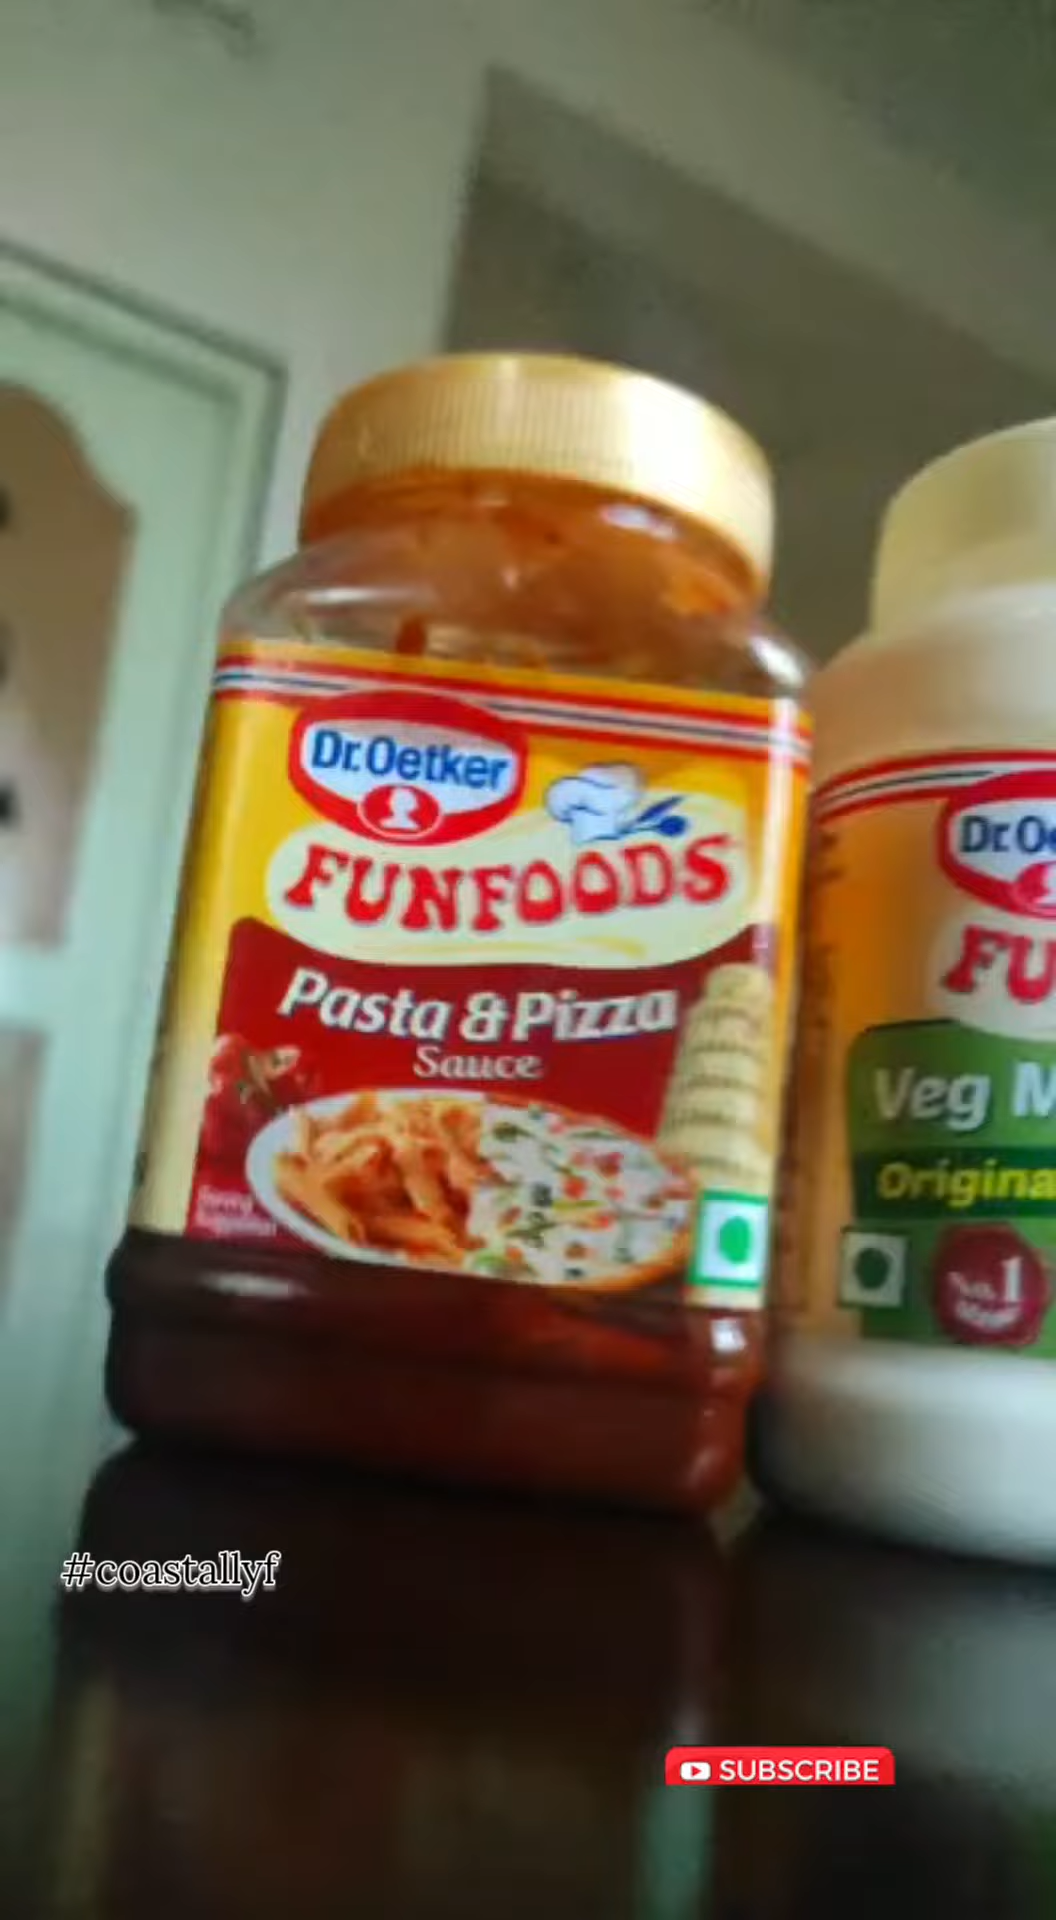 Dr.Oetker
FUNFOODS
Pasta & Pizza
Sauce
Dr.Oe
FU
Veg M
Origina
No.1
#coastallyf
SUBSCRIBE